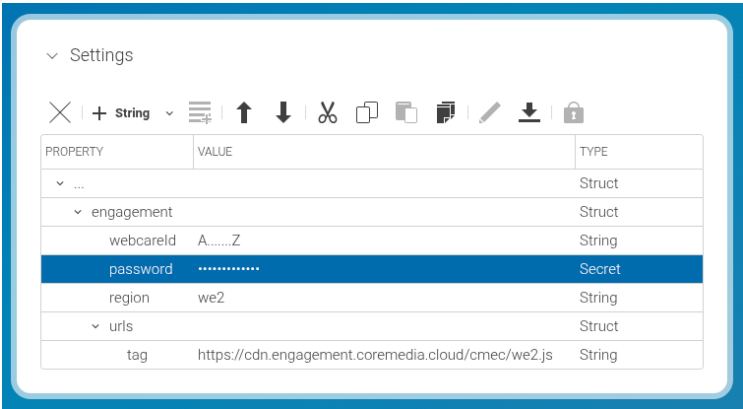 Settings
String
PROPERTY VALUE TYPE
... Struct
engagement Struct
webcareId A.......Z String
password ············· Secret
region we2 String
urls Struct
tag https://cdn.engagement.coremedia.cloud/cmec/we2.js String